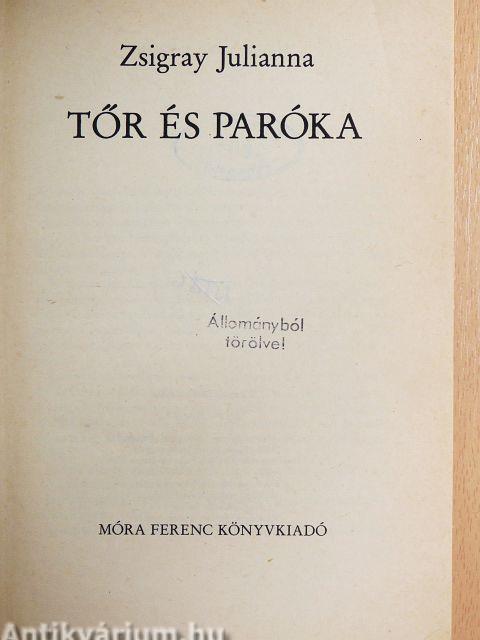 Zsigray Julianna
TŐR ÉS PARÓKA
Állományból
törölve!
MÓRA FERENC KÖNYVKIADÓ
Antikvárium.hu